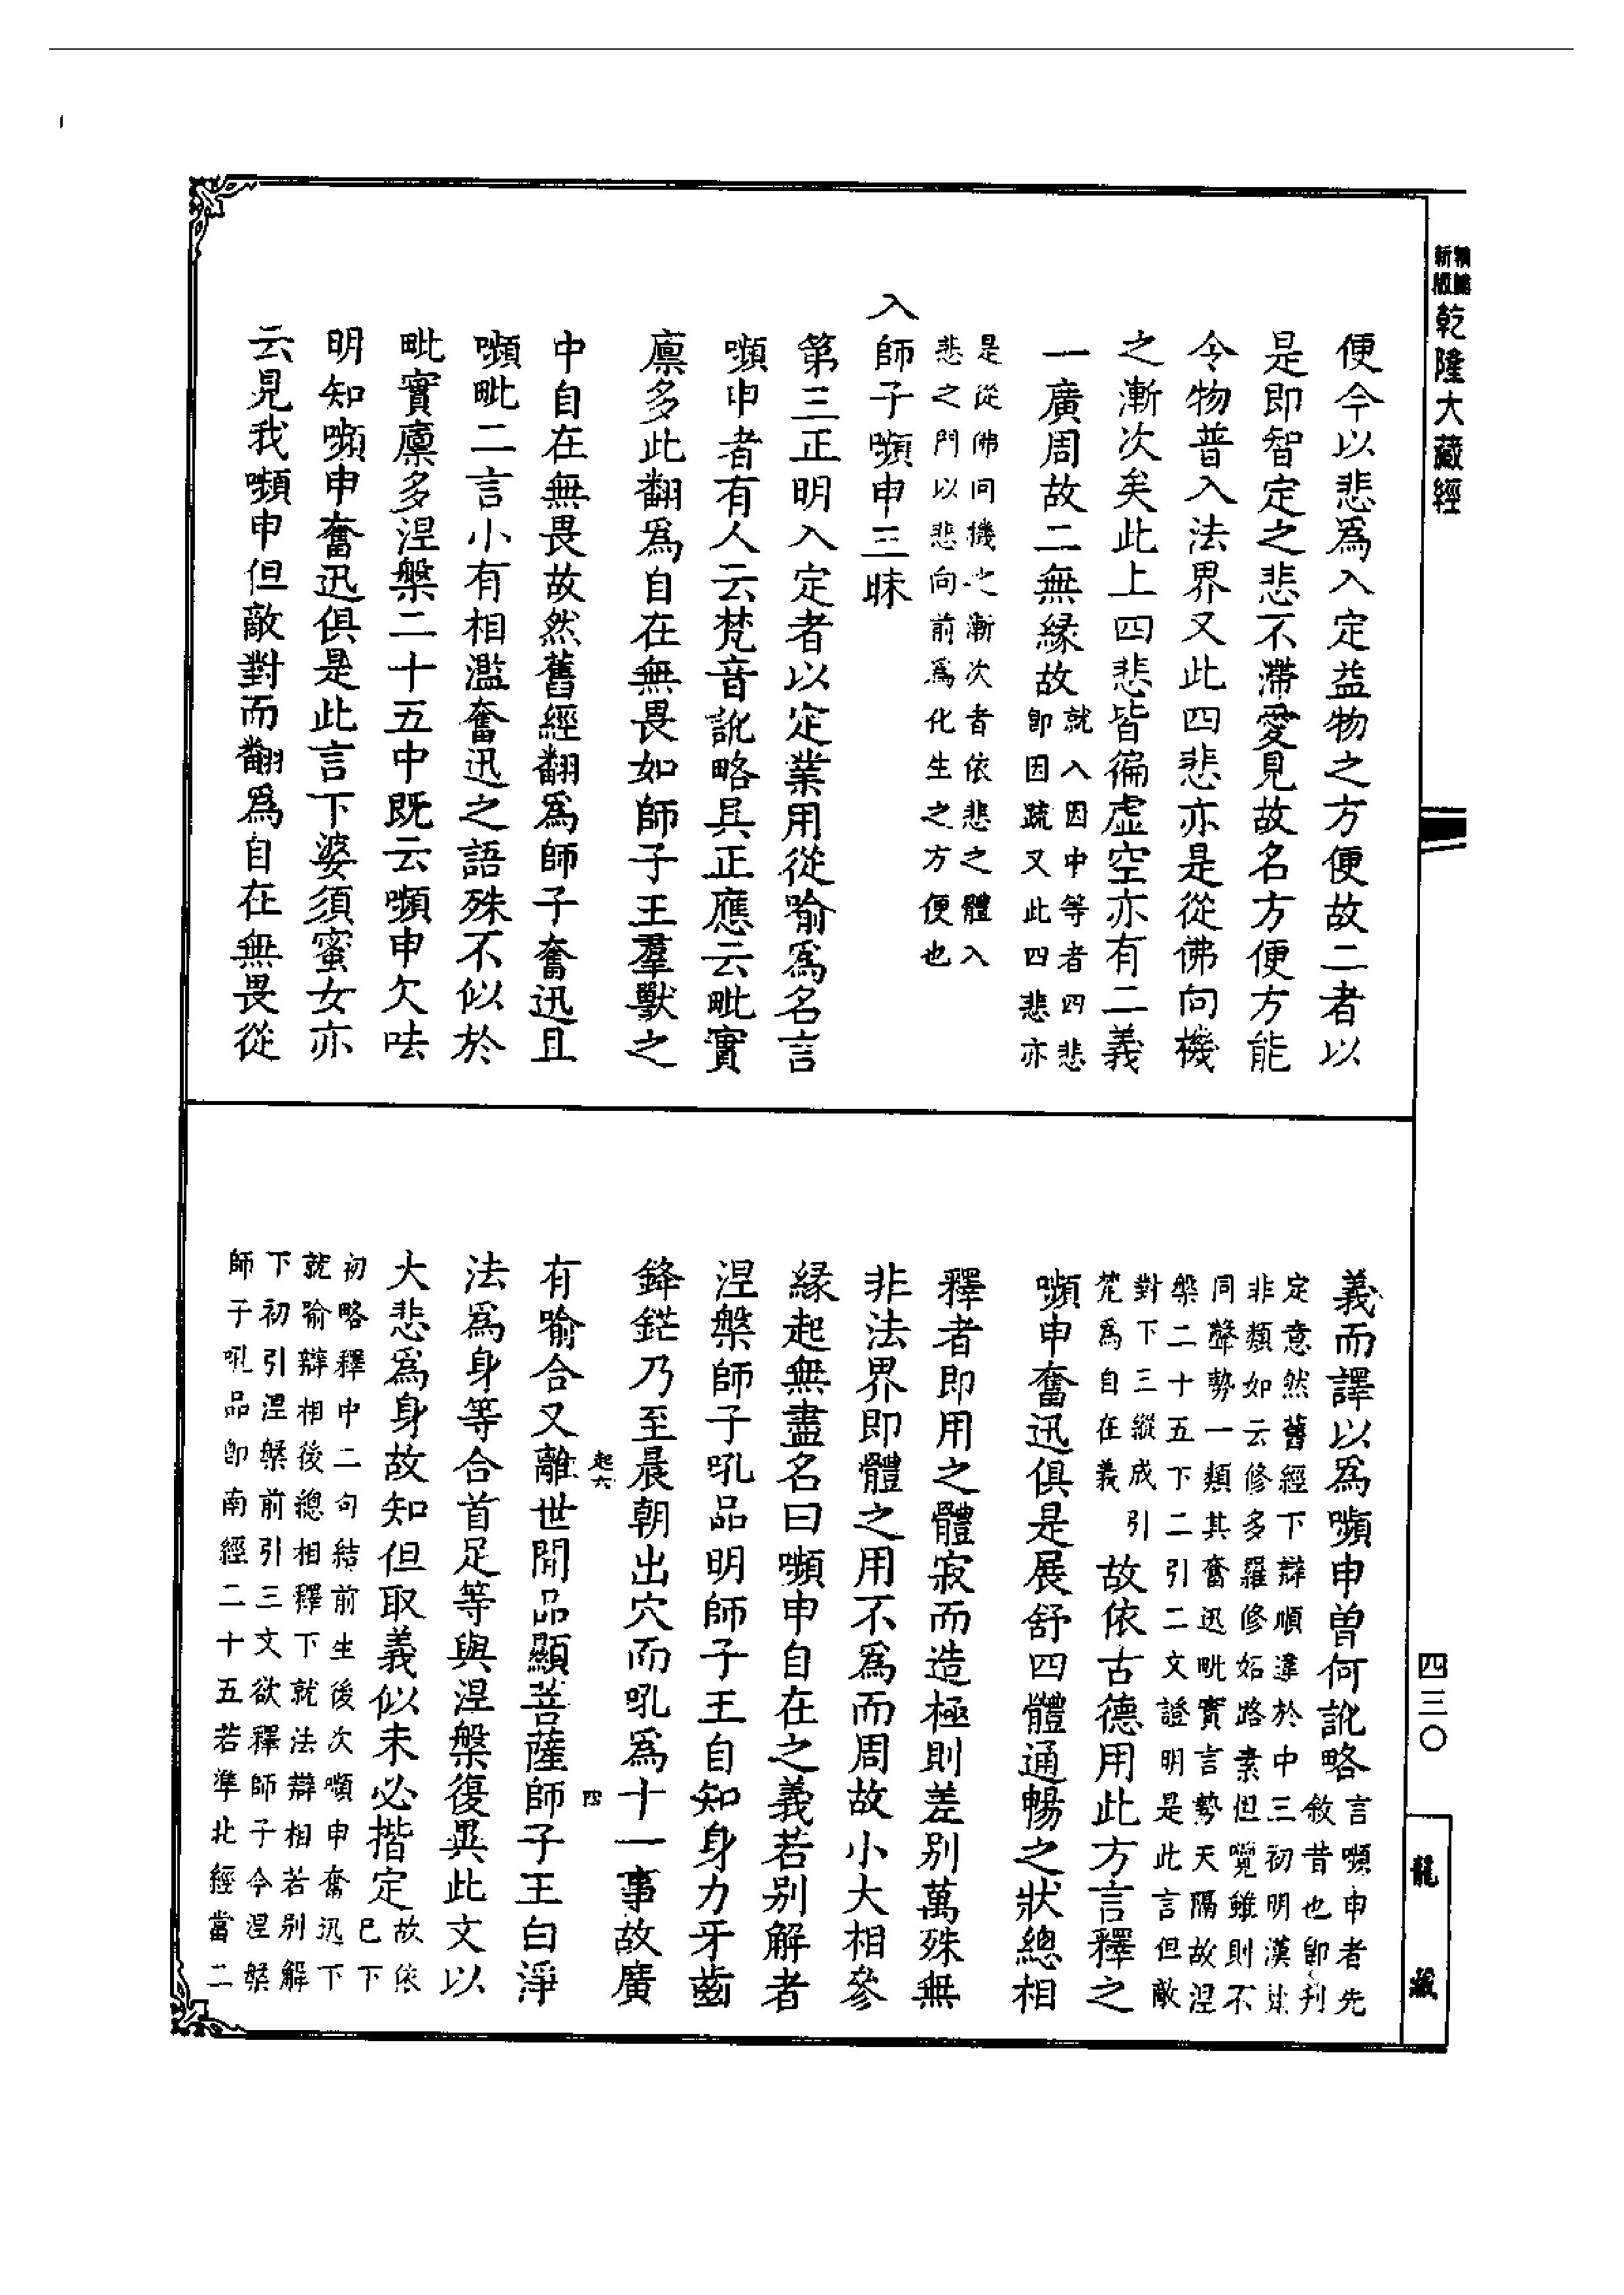 新版
精縮
乾隆大藏經
便今以悲爲入定益物之方便故二者以
是即智定之悲不滯愛見故名方便方能
令物普入法界又此四悲亦是從佛向機
之漸次矣此上四悲皆徧虛空亦有二義
一廣周故二無緣故就入因中等者四悲
即因疏又此四悲亦
是從佛向機之漸次者依悲之體入
悲之門以悲向前爲化生之方便也
入師子嚬申三昧
第三正明入定者以定業用從喻爲名言
嚬申者有人云梵音訛略具正應云毗實
廩多此翻爲自在無畏如師子王羣獸之
中自在無畏故然舊經翻爲師子奮迅且
嚬毗二言小有相濫奮迅之語殊不似於
毗實廩多涅槃二十五中既云嚬申欠呿
明知嚬申奮迅俱是此言下婆須蜜女亦
云見我嚬申但敵對而翻爲自在無畏從
義而譯以爲嚬申曾何訛略言嚬申者先
敘昔也即判
定意然舊經下辯順違於中三初明漢
非類如云修多羅修妬路素但嚬雖則不
同聲勢一類其奮迅毗實言勢天隔故涅
槃二十五下二引二文證明是此言但敵
對下三縱成引
梵爲自在義
故依古德用此方言釋之
嚬申奮迅俱是展舒四體通暢之狀總相
釋者即用之體寂而造極則差別萬殊無
非法界即體之用不爲而周故小大相參
緣起無盡名曰嚬申自在之義若別解者
涅槃師子吼品明師子王自知身力牙齒
鋒鋩乃至晨朝出穴而吼爲十一事故廣
起六
四
有喻合又離世間品顯菩薩師子王白淨
法爲身等合首足等與涅槃復異此文以
大悲爲身故知但取義似未必揩定故依
已下
初略釋中二句結前生後次嚬申奮迅下
就喻辯相後總相釋下就法辯相若別解
下初引涅槃前引三文欲釋師子今涅槃
師子吼品即南經二十五若準北經當二
四三〇
龍藏